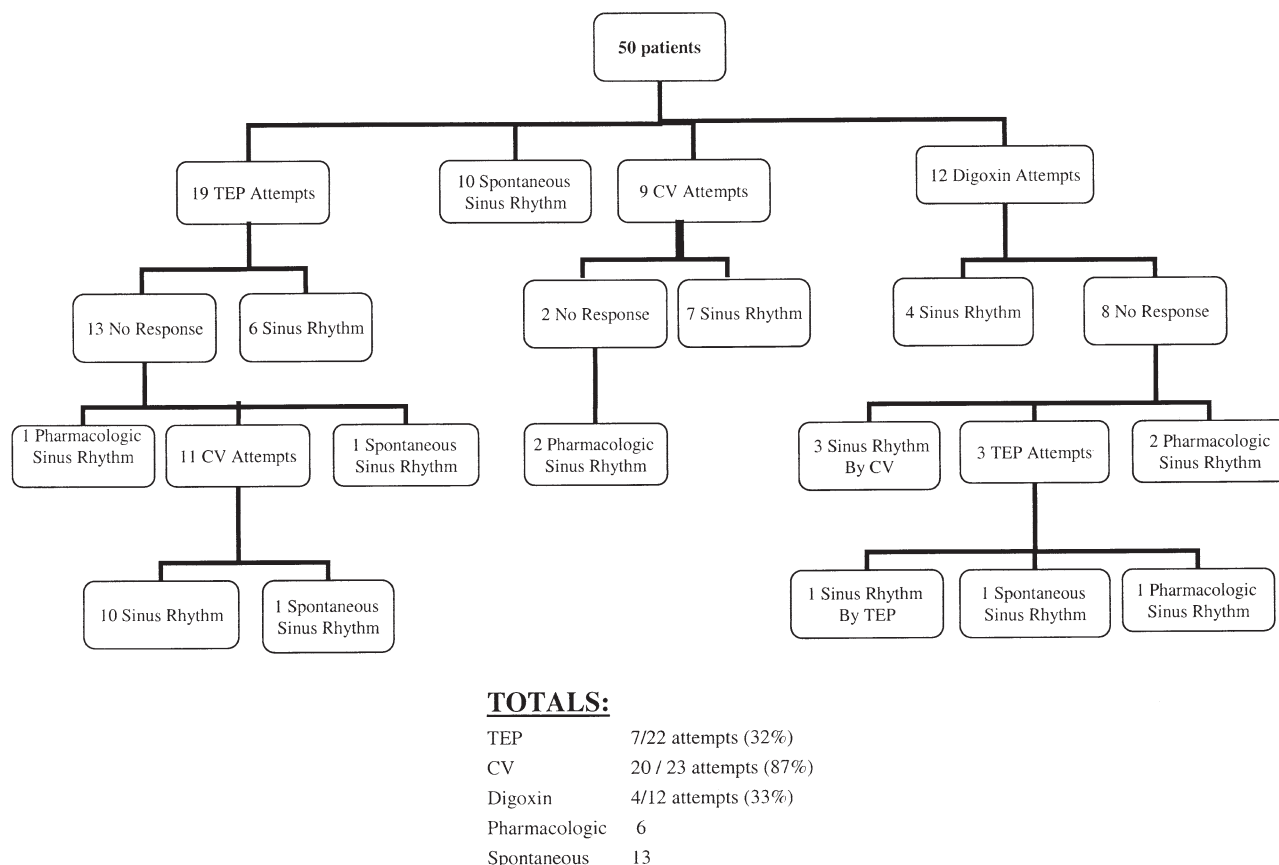 50 patients
19 TEP Attempts
10 Spontaneous
Sinus Rhythm
9 CV Attempts
12 Digoxin Attempts
13 No Response
6 Sinus Rhythm
2 No Response
7 Sinus Rhythm
4 Sinus Rhythm
8 No Response
1 Pharmacologic
Sinus Rhythm
11 CV Attempts
1 Spontaneous
Sinus Rhythm
2 Pharmacologic
Sinus Rhythm
3 Sinus Rhythm
By CV
3 TEP Attempts
2 Pharmacologic
Sinus Rhythm
10 Sinus Rhythm
1 Spontaneous
Sinus Rhythm
1 Sinus Rhythm
By TEP
1 Spontaneous
Sinus Rhythm
1 Pharmacologic
Sinus Rhythm
TOTALS:
TEP 7/22 attempts (32%)
CV 20 / 23 attempts (87%)
Digoxin 4/12 attempts (33%)
Pharmacologic 6
Spontaneous 13